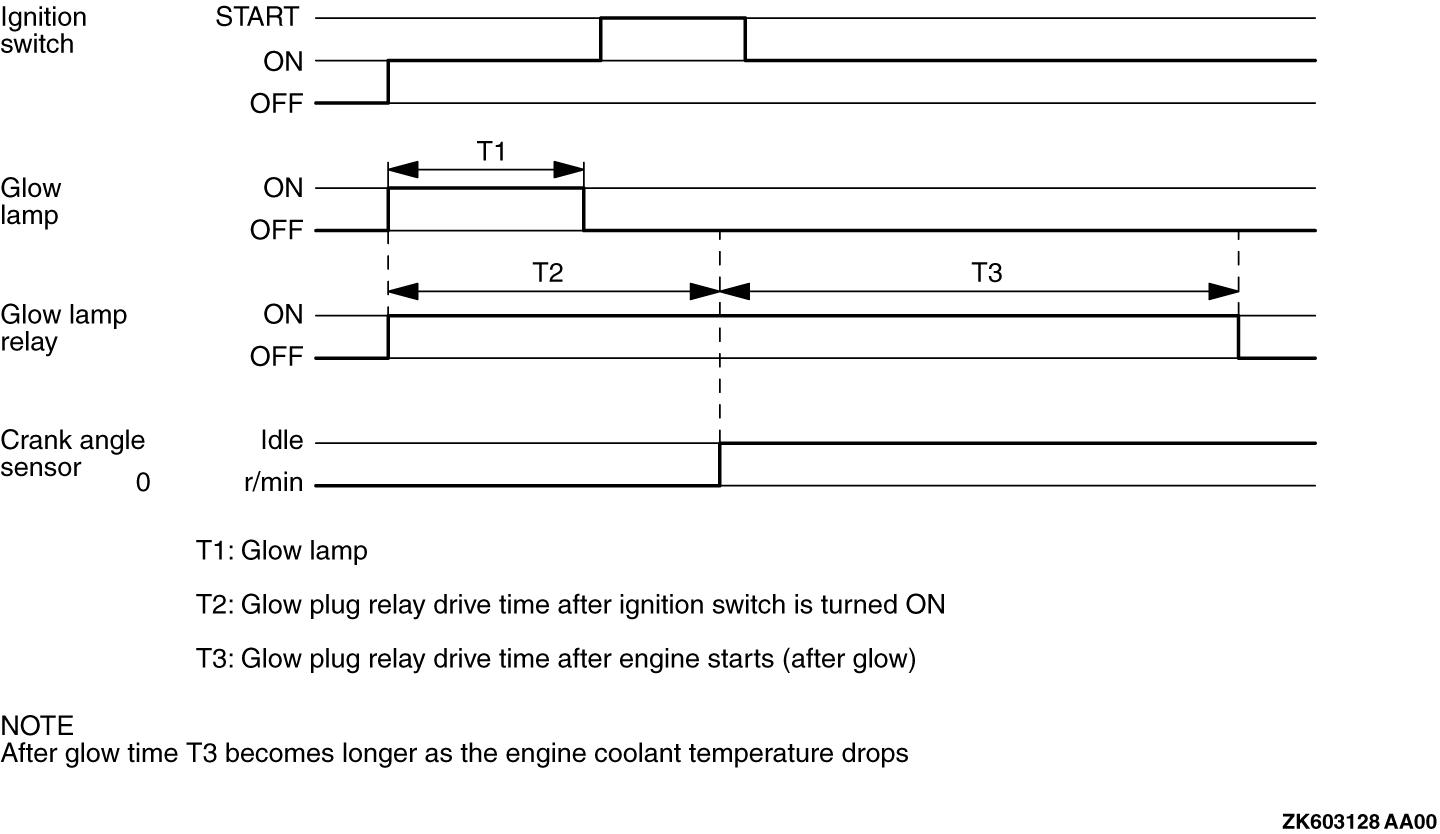 Ignition switch
START
ON
OFF
T1
Glow lamp
ON
OFF
T2
T3
Glow lamp relay
ON
OFF
Crank angle sensor
Idle
0 r/min
T1: Glow lamp
T2: Glow plug relay drive time after ignition switch is turned ON
T3: Glow plug relay drive time after engine starts (after glow)
NOTE
After glow time T3 becomes longer as the engine coolant temperature drops
ZK603128 AA00